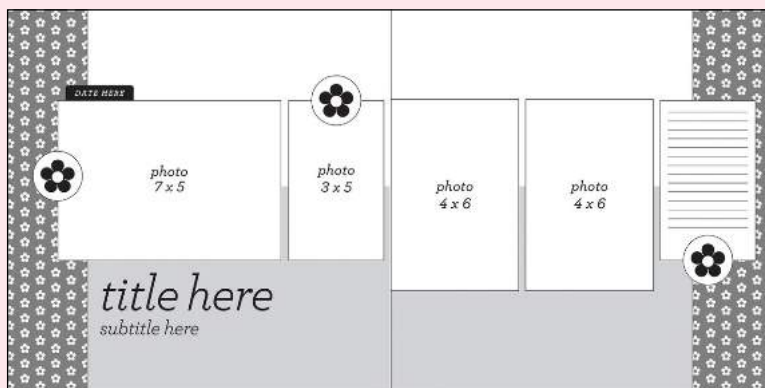 DATE HERE
photo
7 x 5
photo
3 x 5
photo
4 x 6
photo
4 x 6
title here
subtitle here